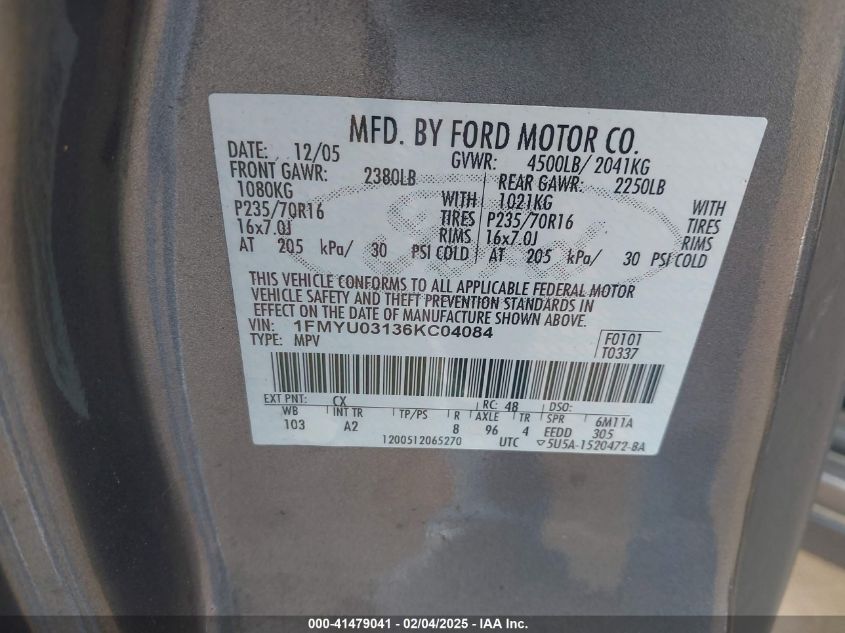 MFD. BY FORD MOTOR CO.
DATE: 12/05 GVWR: 4500LB/ 2041KG
FRONT GAWR: 2380LB REAR GAWR: 2250LB
1080KG WITH 1021KG WITH
P235/70R16 TIRES P235/70R16 TIRES
16x7.0J RIMS 16x7.0J RIMS
AT 205 kPa/ 30 PSI COLD AT 205 kPa/ 30 PSI COLD
THIS VEHICLE CONFORMS TO ALL APPLICABLE FEDERAL MOTOR
VEHICLE SAFETY AND THEFT PREVENTION STANDARDS IN
EFFECT ON THE DATE OF MANUFACTURE SHOWN ABOVE.
VIN: 1FMYU03136KC04084 F0101
TYPE: MPV T0337
EXT PNT: CX RC: 48 DSO:
WB INT TR TP/PS R AXLE TR SPR 6M11A
103 A2 8 96 4 EEDD 305
1200512065270 UTC ▽5U5A-1520472-BA
000-41479041 - 02/04/2025 - IAA Inc.